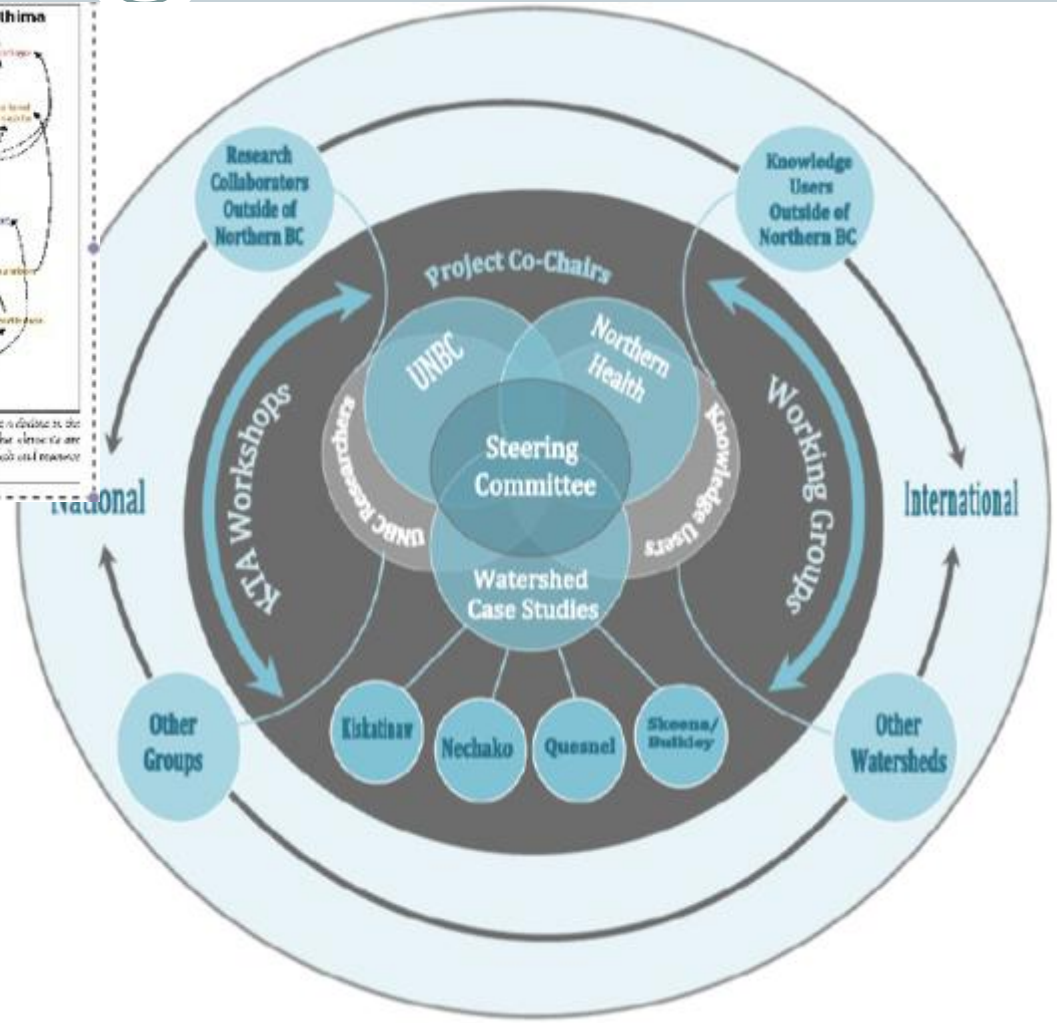 thima
Research
Collaborators
Outside of
Northern BC
Knowledge
Users
Outside of
Northern BC
Project Co-Chairs
UNBC
Northern
Health
KTA Workshops
Working Groups
UNBC Researchers
Knowledge Users
Steering
Committee
National
International
Watershed
Case Studies
Kiskatinaw
Nechako
Quesnel
Skeena/
Bulkley
Other
Groups
Other
Watersheds